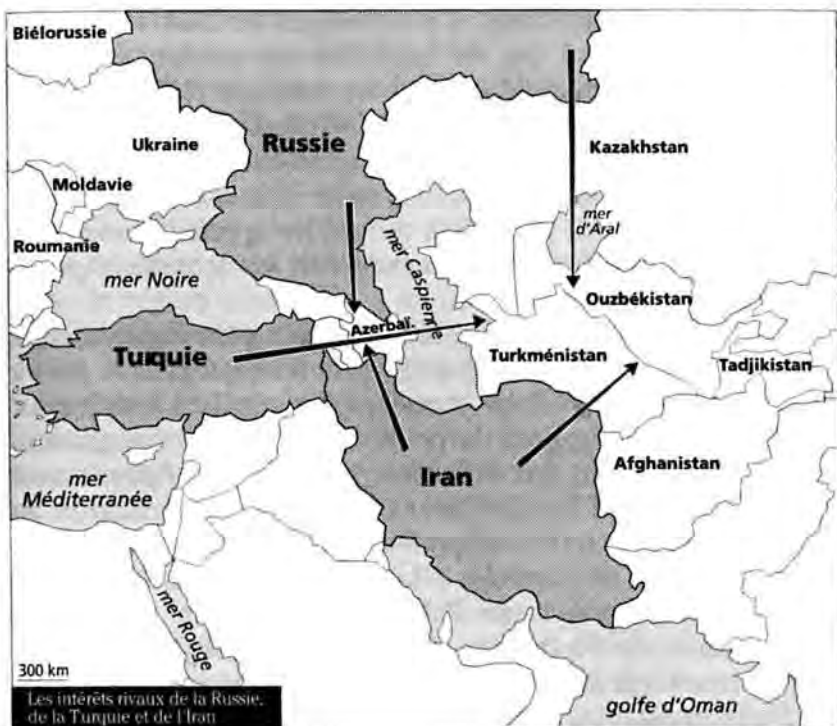 Biélorussie
Ukraine
Russie
Kazakhstan
Moldavie
mer
d'Aral
Roumanie
mer Caspienne
mer Noire
Ouzbékistan
Azerbaï.
Turquie
Turkménistan
Tadjikistan
Iran
Afghanistan
mer
Méditerranée
mer Rouge
300 km
Les intérêts rivaux de la Russie,
de la Turquie et de l'Iran
golfe d'Oman